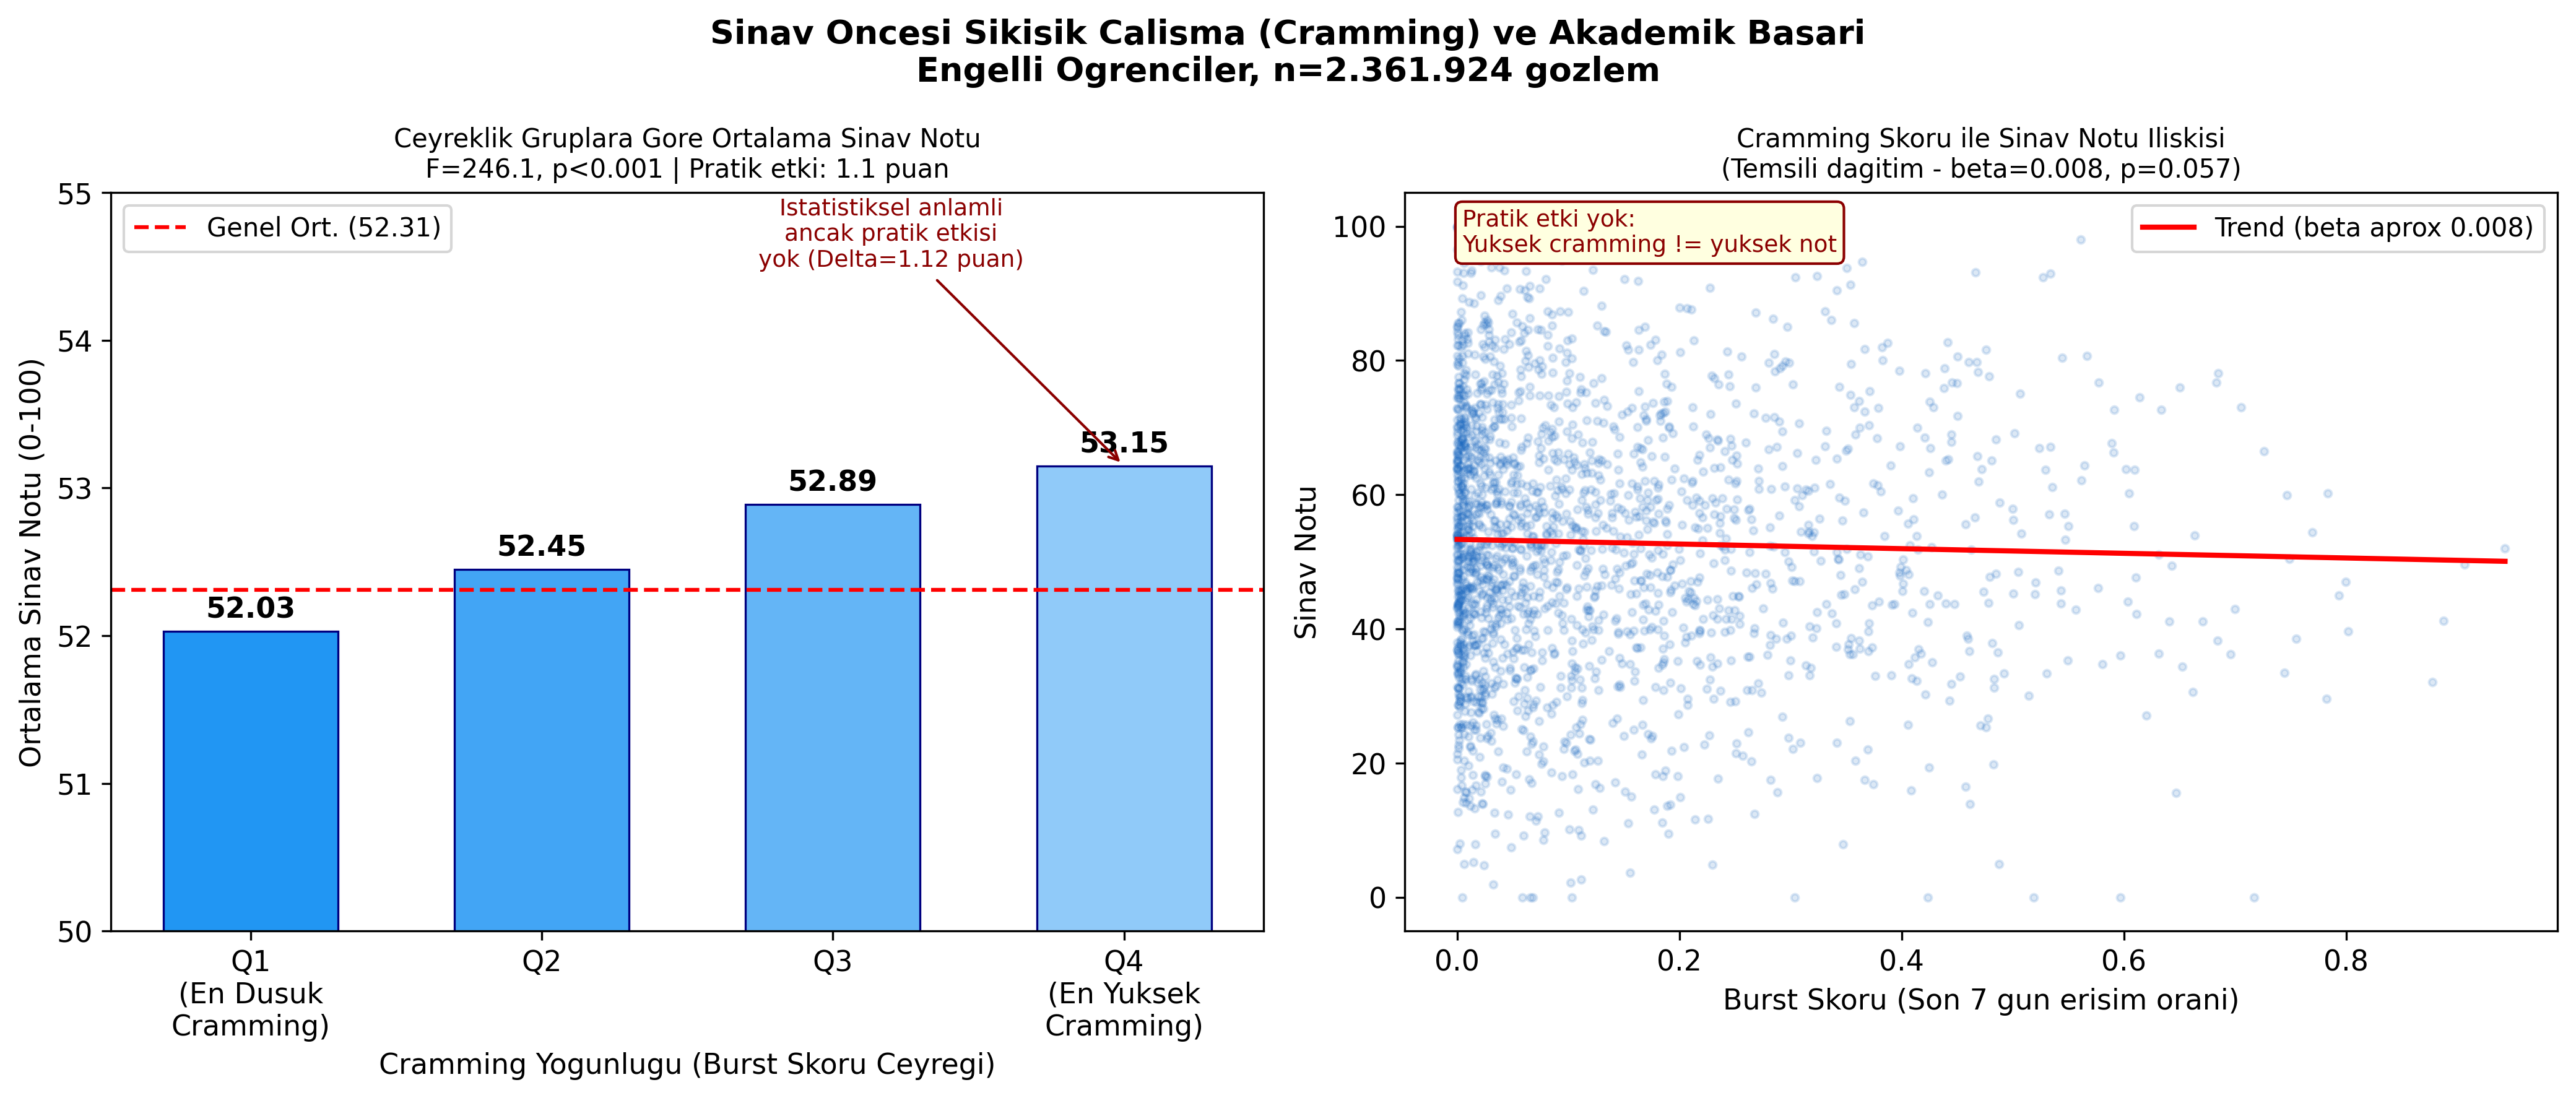 Sinav Oncesi Sikisik Calisma (Cramming) ve Akademik Basari
Engelli Ogrenciler, n=2.361.924 gozlem
Ceyreklik Gruplara Gore Ortalama Sinav Notu
F=246.1, p<0.001 | Pratik etki: 1.1 puan
Genel Ort. (52.31)
Istatistiksel anlamli
ancak pratik etkisi
yok (Delta=1.12 puan)
55
54
53
52
51
50
Ortalama Sinav Notu (0-100)
52.03
52.45
52.89
53.15
Q1
(En Dusuk
Cramming)
Q2
Q3
Q4
(En Yuksek
Cramming)
Cramming Yogunlugu (Burst Skoru Ceyregi)
Cramming Skoru ile Sinav Notu Iliskisi
(Temsili dagitim - beta=0.008, p=0.057)
Pratik etki yok:
Yuksek cramming != yuksek not
Trend (beta aprox 0.008)
100
80
60
40
20
0
Sinav Notu
0.0
0.2
0.4
0.6
0.8
Burst Skoru (Son 7 gun erisim orani)